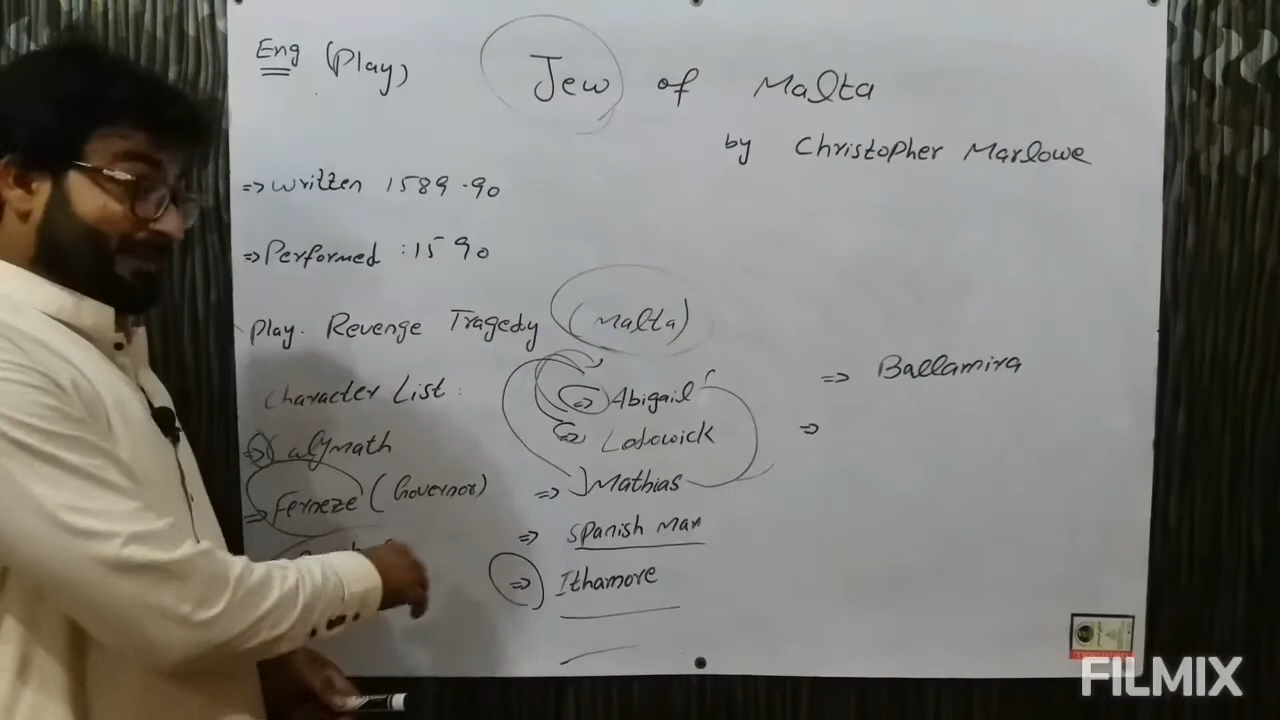 Eng (Play)
Jew of Malta
by Christopher Marlowe
=> Written 1589-90
=> Performed : 1590
Play. Revenge Tragedy (Malta)
Character List :
=> Calymath
=> Ferneze (Governor)
=> Abigail
=> Lodowick
=> Mathias
=> Spanish Man
=> Ithamore
=> Ballamira
=>
FILMIX